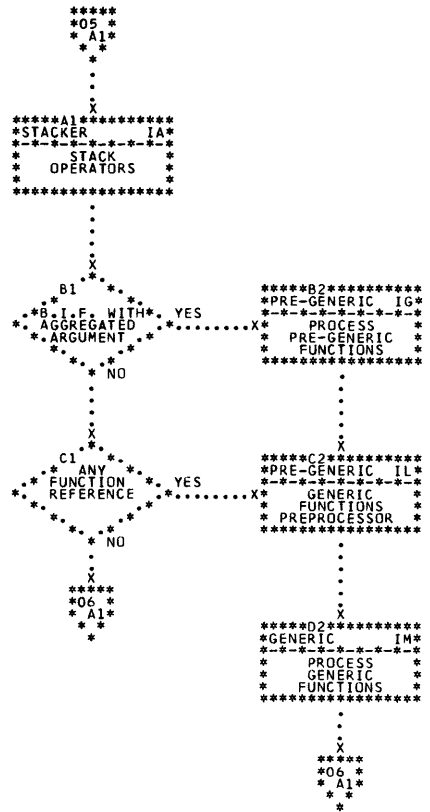 05
A1
A1
STACKER IA
STACK
OPERATORS
B1
B.I.F. WITH
AGGREGATED
ARGUMENT
YES
NO
B2
PRE-GENERIC IG
PROCESS
PRE-GENERIC
FUNCTIONS
C1
ANY
FUNCTION
REFERENCE
YES
NO
C2
PRE-GENERIC IL
GENERIC
FUNCTIONS
PREPROCESSOR
06
A1
D2
GENERIC IM
PROCESS
GENERIC
FUNCTIONS
06
A1